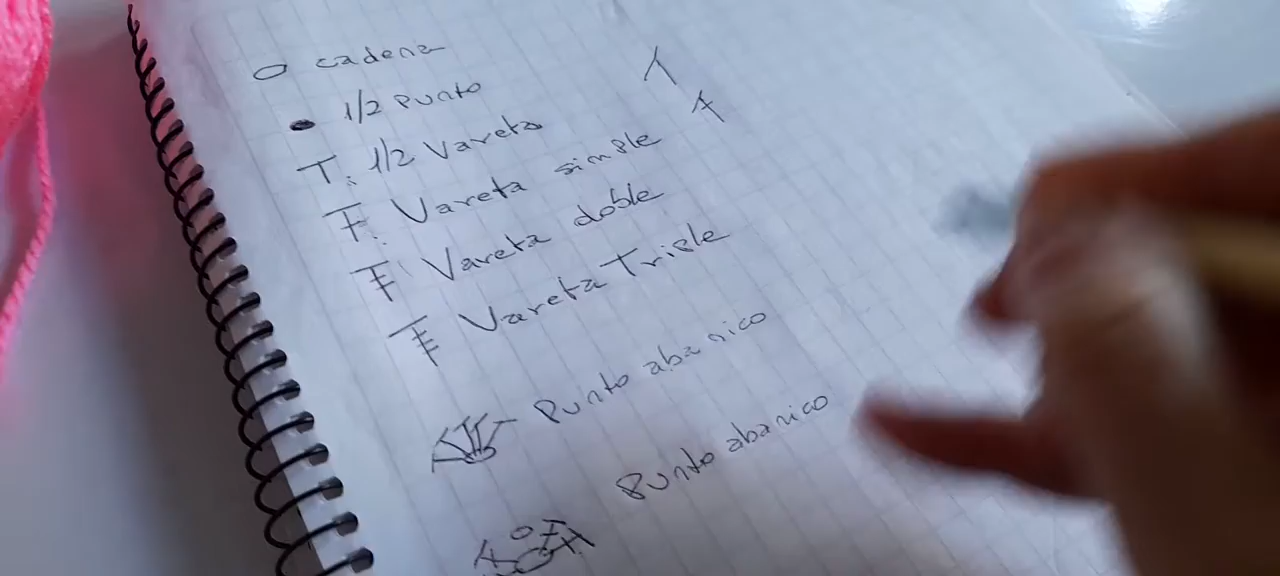 cadena
1/2 Punto
1/2 Vareta
Vareta simple
Vareta doble
Vareta Triple
Punto abanico
Punto abanico